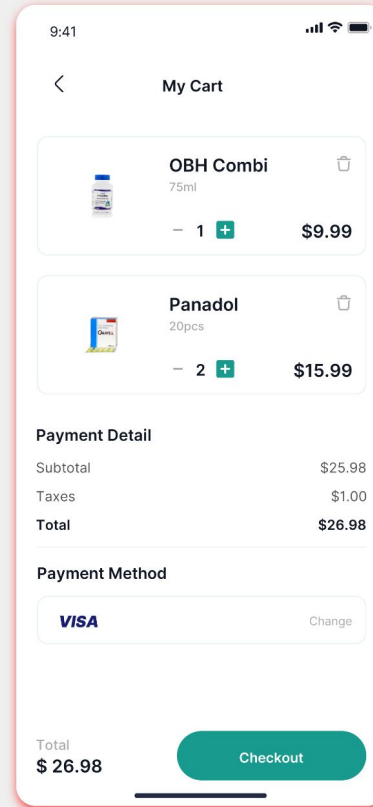 9:41
My Cart
OBH Combi
75ml
− 1 +
$9.99
Panadol
20pcs
− 2 +
$15.99
Payment Detail
Subtotal $25.98
Taxes $1.00
Total $26.98
Payment Method
VISA Change
Total
$ 26.98
Checkout